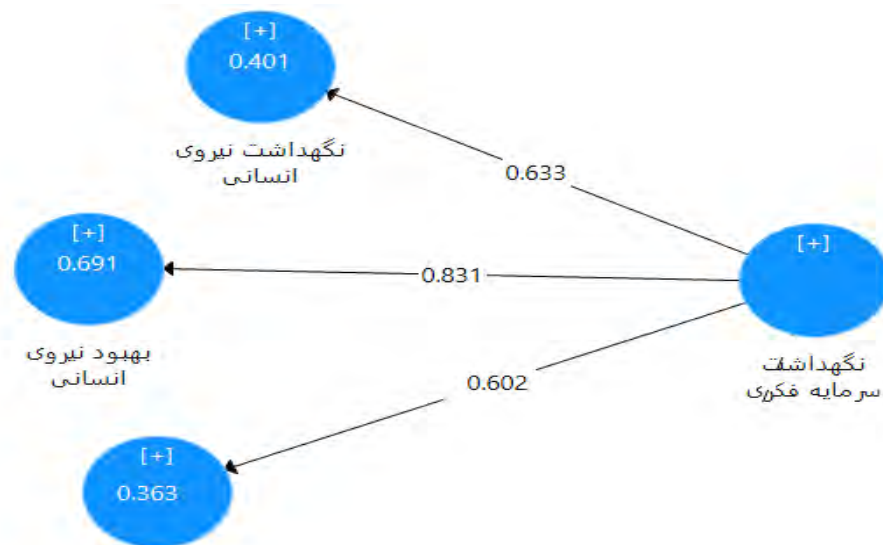 [+]
0.401
نگهداشت نیروی
انسانی
0.633
[+]
[+]
0.691
0.831
بهبود نیروی
انسانی
نگهداشت
سرمایه فکری
0.602
[+]
0.363